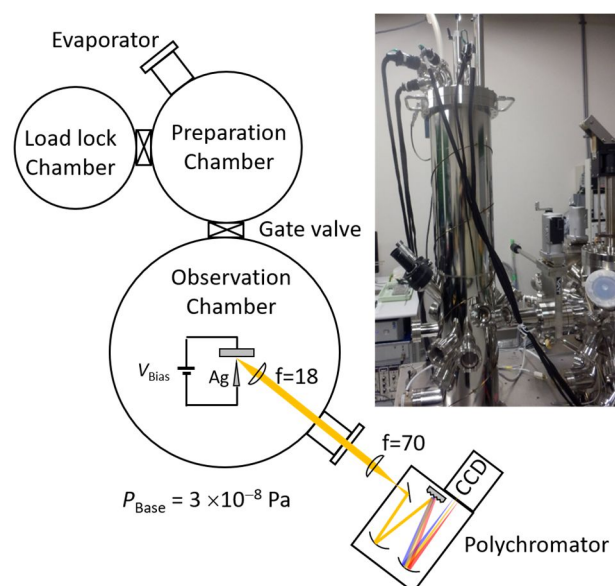 Evaporator
Load lock
Chamber
Preparation
Chamber
Gate valve
Observation
Chamber
V_Bias
Ag
f=18
f=70
CCD
P_Base = 3 ×10⁻⁸ Pa
Polychromator